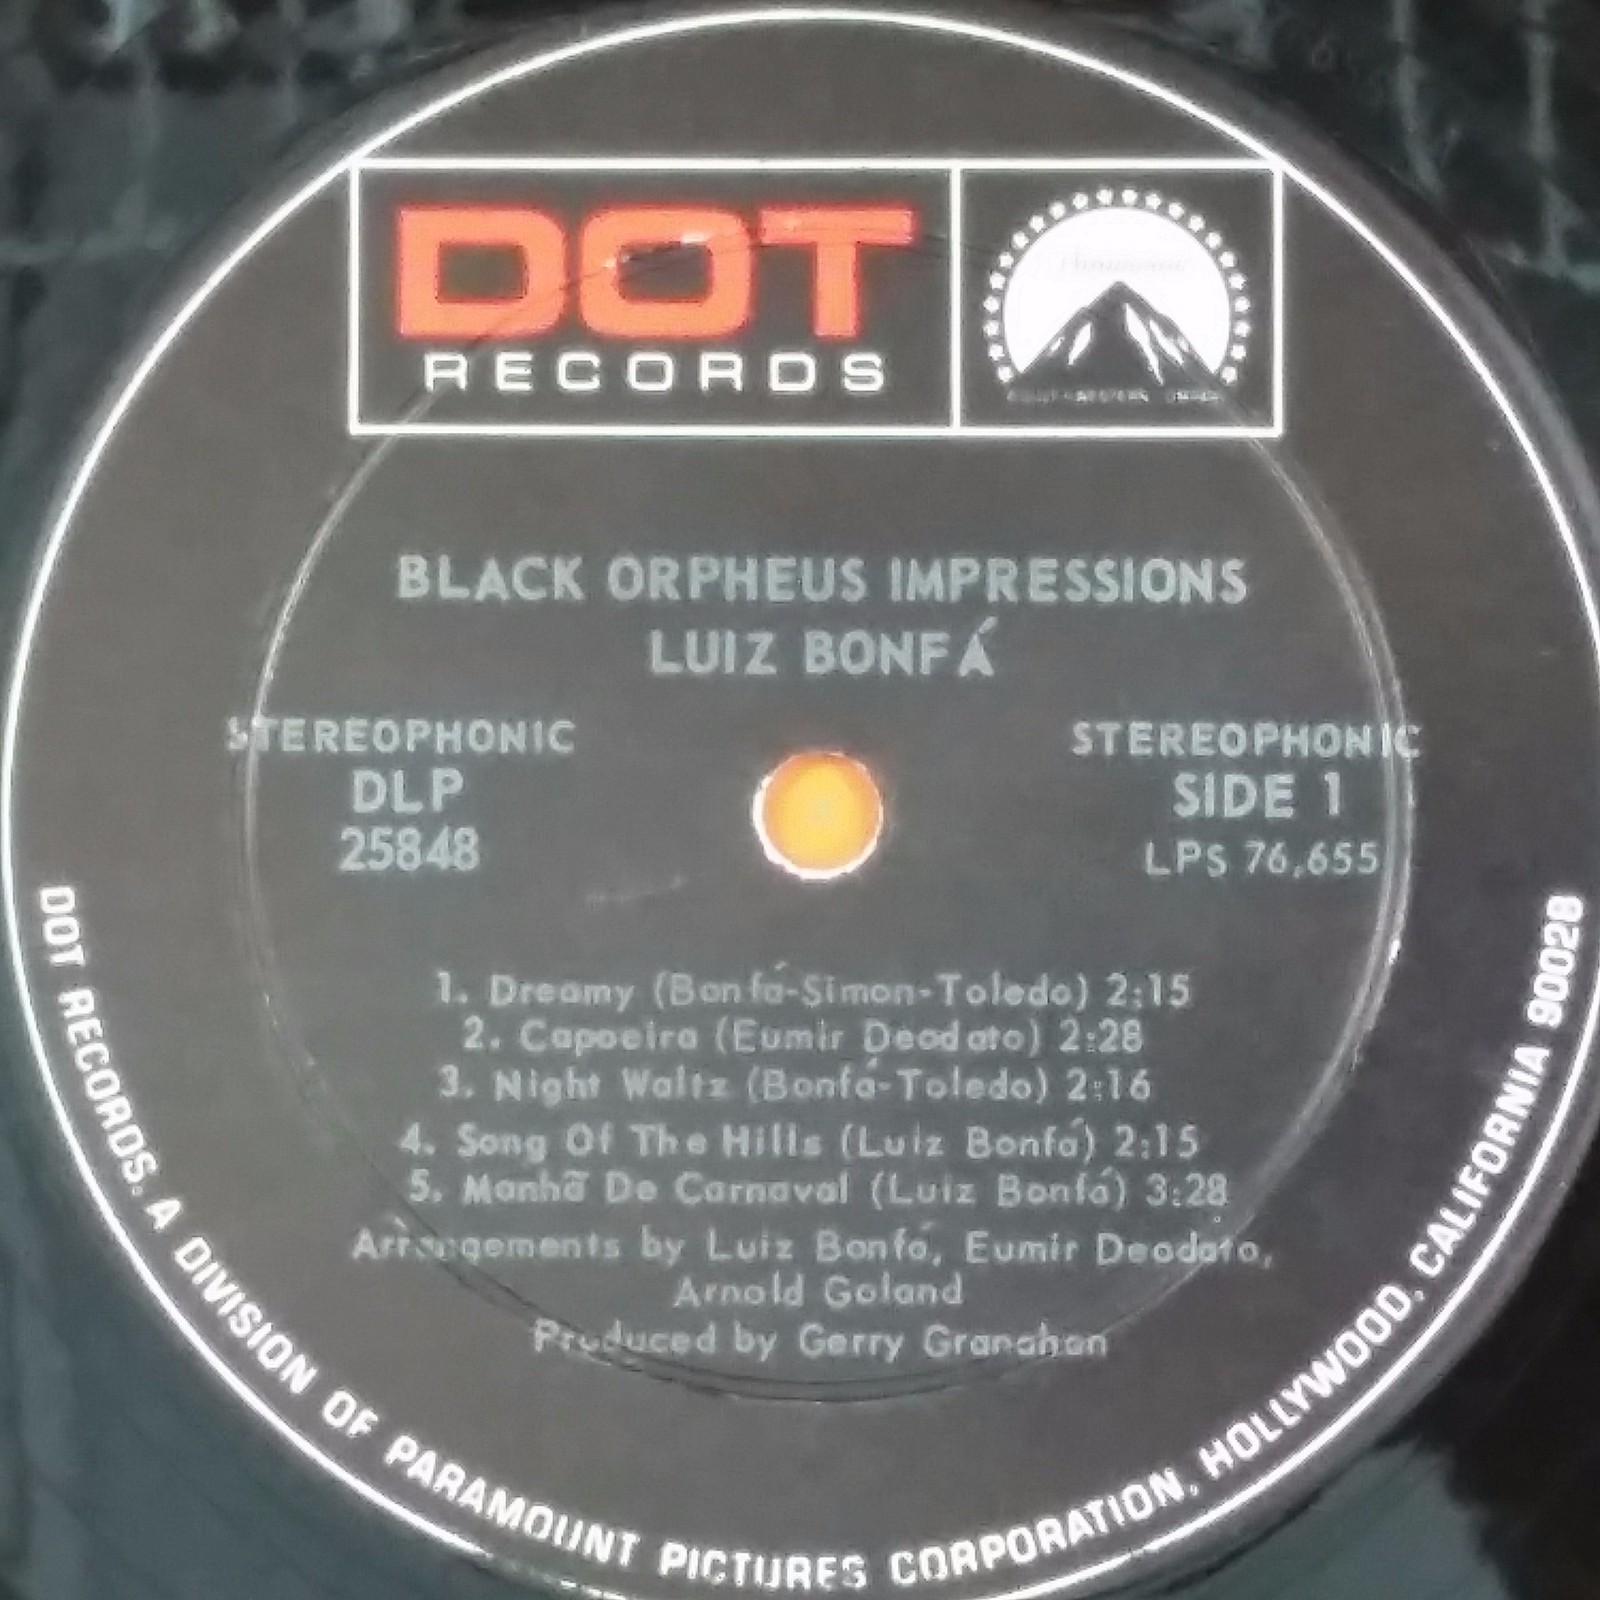 DOT
RECORDS
Paramount
BLACK ORPHEUS IMPRESSIONS
LUIZ BONFÁ
STEREOPHONIC
DLP
25848
STEREOPHONIC
SIDE 1
LPS 76,655
1. Dreamy (Bonfá-Simon-Toledo) 2:15
2. Capoeira (Eumir Deodato) 2:28
3. Night Waltz (Bonfá-Toledo) 2:16
4. Song Of The Hills (Luiz Bonfá) 2:15
5. Manhã De Carnaval (Luiz Bonfá) 3:28
Arrangements by Luiz Bonfá, Eumir Deodato,
Arnold Goland
Produced by Gerry Granahan
DOT RECORDS, A DIVISION OF PARAMOUNT PICTURES CORPORATION, HOLLYWOOD, CALIFORNIA 90028